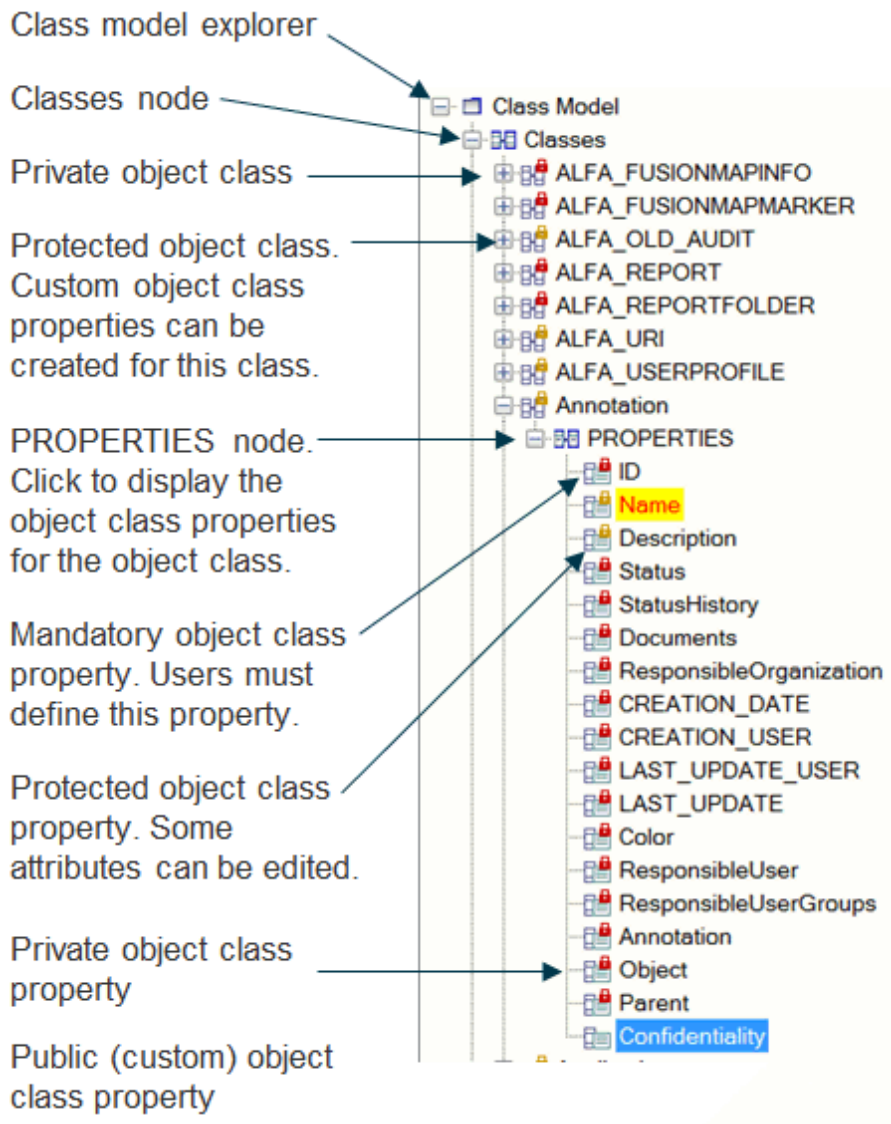 Class model explorer
Classes node
Private object class
Protected object class.
Custom object class
properties can be
created for this class.
PROPERTIES node.
Click to display the
object class properties
for the object class.
Mandatory object class
property. Users must
define this property.
Protected object class
property. Some
attributes can be edited.
Private object class
property
Public (custom) object
class property
Class Model
Classes
ALFA_FUSIONMAPINFO
ALFA_FUSIONMAPMARKER
ALFA_OLD_AUDIT
ALFA_REPORT
ALFA_REPORTFOLDER
ALFA_URI
ALFA_USERPROFILE
Annotation
PROPERTIES
ID
Name
Description
Status
StatusHistory
Documents
ResponsibleOrganization
CREATION_DATE
CREATION_USER
LAST_UPDATE_USER
LAST_UPDATE
Color
ResponsibleUser
ResponsibleUserGroups
Annotation
Object
Parent
Confidentiality